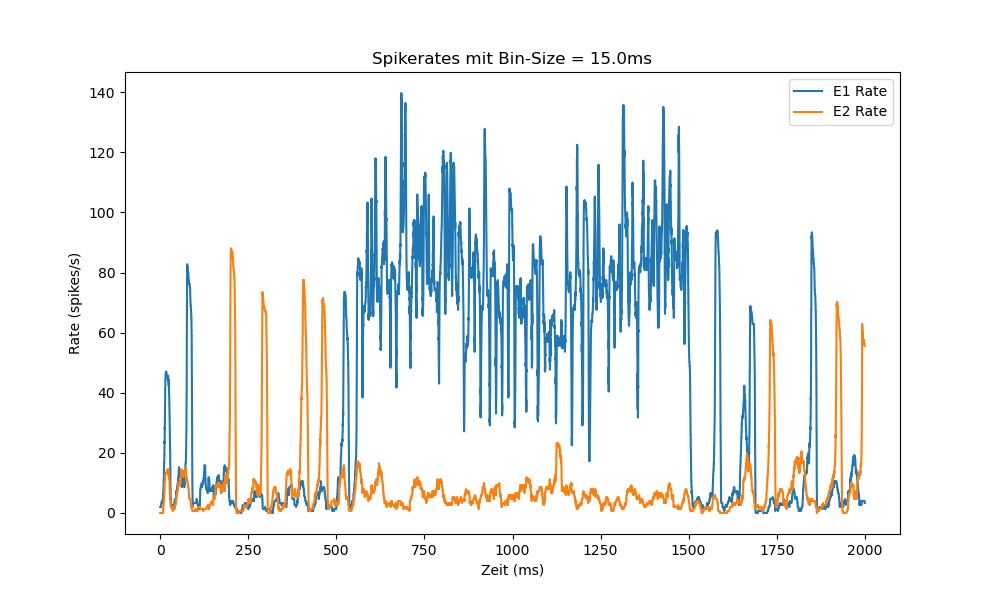 Spikerates mit Bin-Size = 15.0ms
E1 Rate
E2 Rate
140
120
100
80
60
40
20
0
Rate (spikes/s)
0 250 500 750 1000 1250 1500 1750 2000
Zeit (ms)